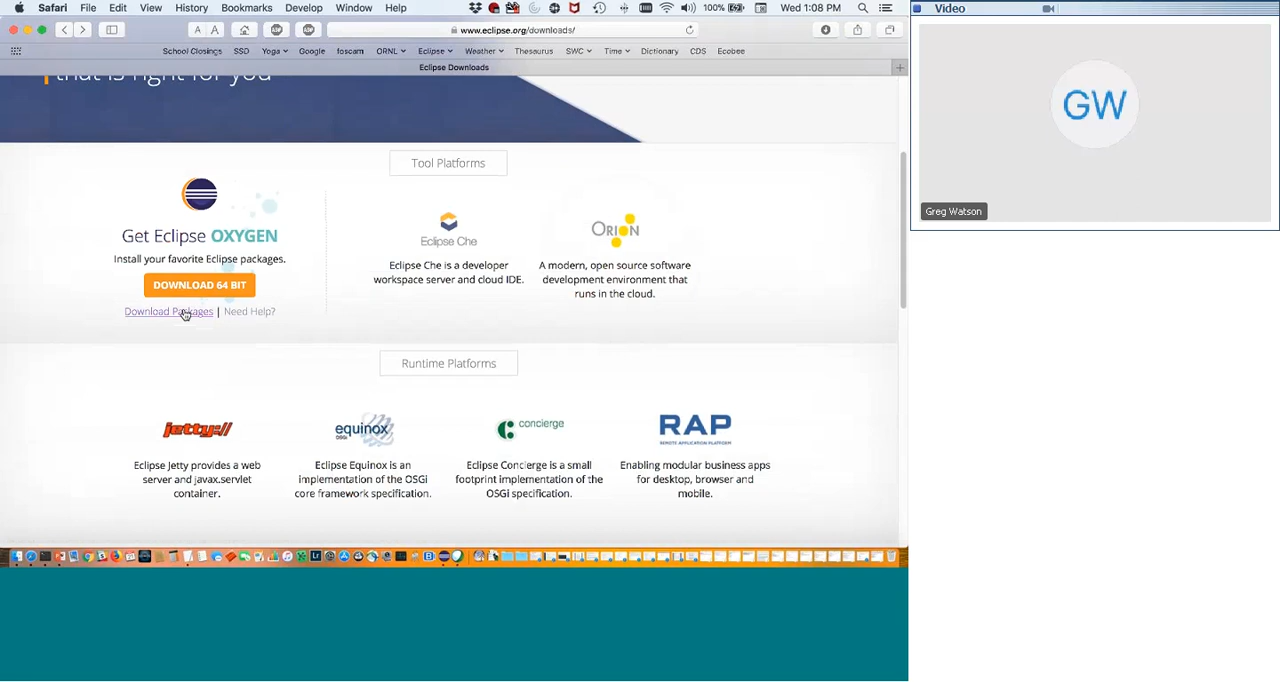 Safari File Edit View History Bookmarks Develop Window Help 100% Wed 1:08 PM
Video
A A www.eclipse.org/downloads/
School Closings SSD Yoga Google foscam ORNL Eclipse Weather Thesaurus SWC Time Dictionary CDS Ecobee
Eclipse Downloads
that is right for you
GW
Greg Watson
Tool Platforms
Get Eclipse OXYGEN
Install your favorite Eclipse packages.
DOWNLOAD 64 BIT
Download Packages | Need Help?
Eclipse Che
Eclipse Che is a developer
workspace server and cloud IDE.
ORION
A modern, open source software
development environment that
runs in the cloud.
Runtime Platforms
jetty://
Eclipse Jetty provides a web
server and javax.servlet
container.
equinox
OSGi
Eclipse Equinox is an
implementation of the OSGi
core framework specification.
concierge
Eclipse Concierge is a small
footprint implementation of the
OSGi specification.
RAP
REMOTE APPLICATION PLATFORM
Enabling modular business apps
for desktop, browser and
mobile.